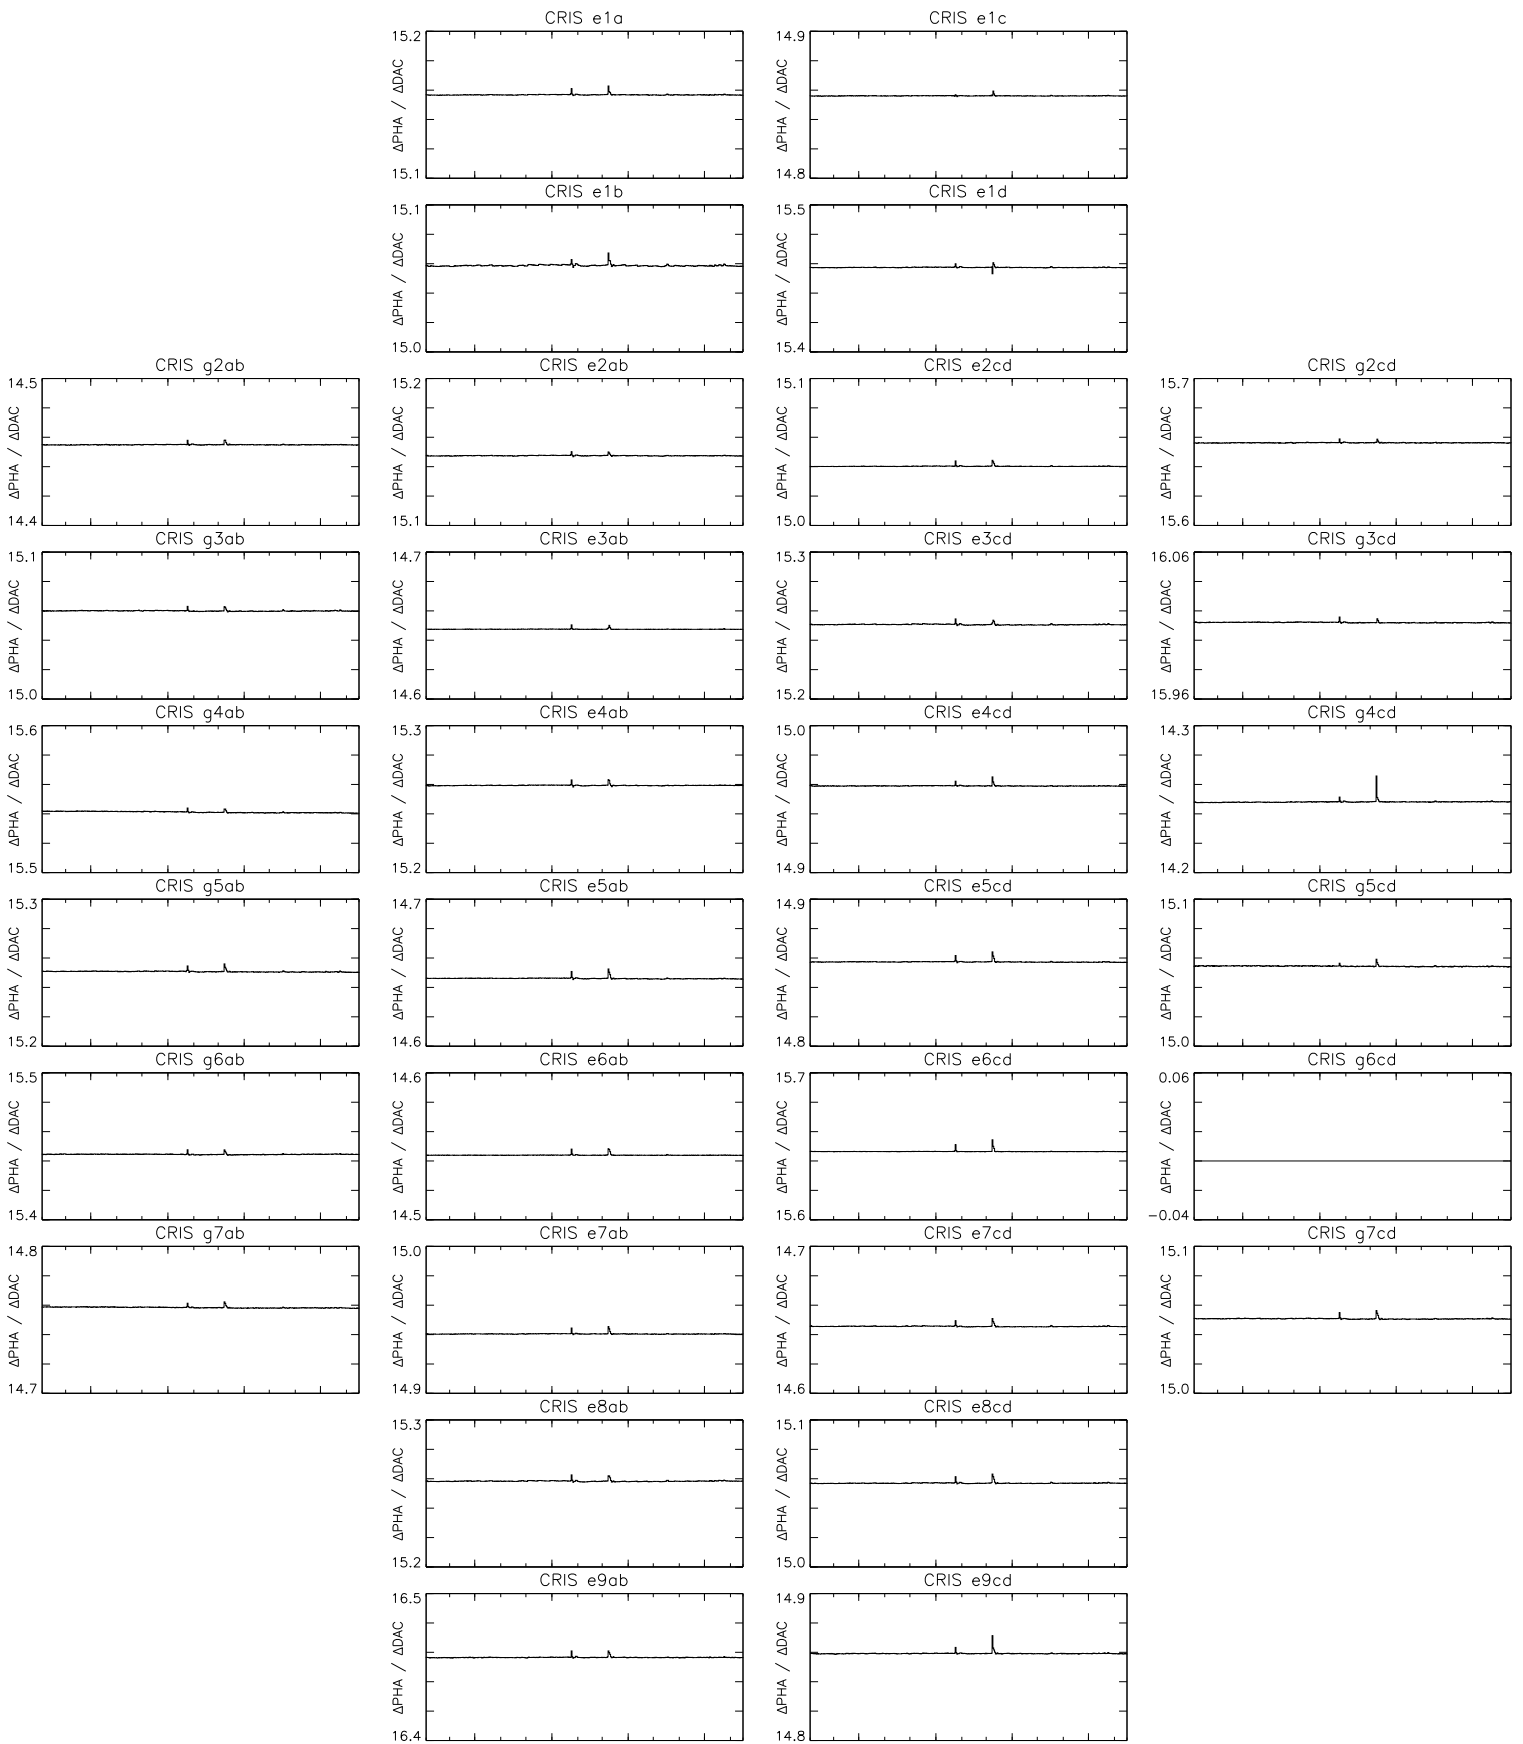 CRIS e1a
15.2
ΔPHA / ΔDAC
15.1
CRIS e1c
14.9
ΔPHA / ΔDAC
14.8
CRIS e1b
15.1
ΔPHA / ΔDAC
15.0
CRIS e1d
15.5
ΔPHA / ΔDAC
15.4
CRIS g2ab
14.5
ΔPHA / ΔDAC
14.4
CRIS e2ab
15.2
ΔPHA / ΔDAC
15.1
CRIS e2cd
15.1
ΔPHA / ΔDAC
15.0
CRIS g2cd
15.7
ΔPHA / ΔDAC
15.6
CRIS g3ab
15.1
ΔPHA / ΔDAC
15.0
CRIS e3ab
14.7
ΔPHA / ΔDAC
14.6
CRIS e3cd
15.3
ΔPHA / ΔDAC
15.2
CRIS g3cd
16.06
ΔPHA / ΔDAC
15.96
CRIS g4ab
15.6
ΔPHA / ΔDAC
15.5
CRIS e4ab
15.3
ΔPHA / ΔDAC
15.2
CRIS e4cd
15.0
ΔPHA / ΔDAC
14.9
CRIS g4cd
14.3
ΔPHA / ΔDAC
14.2
CRIS g5ab
15.3
ΔPHA / ΔDAC
15.2
CRIS e5ab
14.7
ΔPHA / ΔDAC
14.6
CRIS e5cd
14.9
ΔPHA / ΔDAC
14.8
CRIS g5cd
15.1
ΔPHA / ΔDAC
15.0
CRIS g6ab
15.5
ΔPHA / ΔDAC
15.4
CRIS e6ab
14.6
ΔPHA / ΔDAC
14.5
CRIS e6cd
15.7
ΔPHA / ΔDAC
15.6
CRIS g6cd
0.06
ΔPHA / ΔDAC
−0.04
CRIS g7ab
14.8
ΔPHA / ΔDAC
14.7
CRIS e7ab
15.0
ΔPHA / ΔDAC
14.9
CRIS e7cd
14.7
ΔPHA / ΔDAC
14.6
CRIS g7cd
15.1
ΔPHA / ΔDAC
15.0
CRIS e8ab
15.3
ΔPHA / ΔDAC
15.2
CRIS e8cd
15.1
ΔPHA / ΔDAC
15.0
CRIS e9ab
16.5
ΔPHA / ΔDAC
16.4
CRIS e9cd
14.9
ΔPHA / ΔDAC
14.8